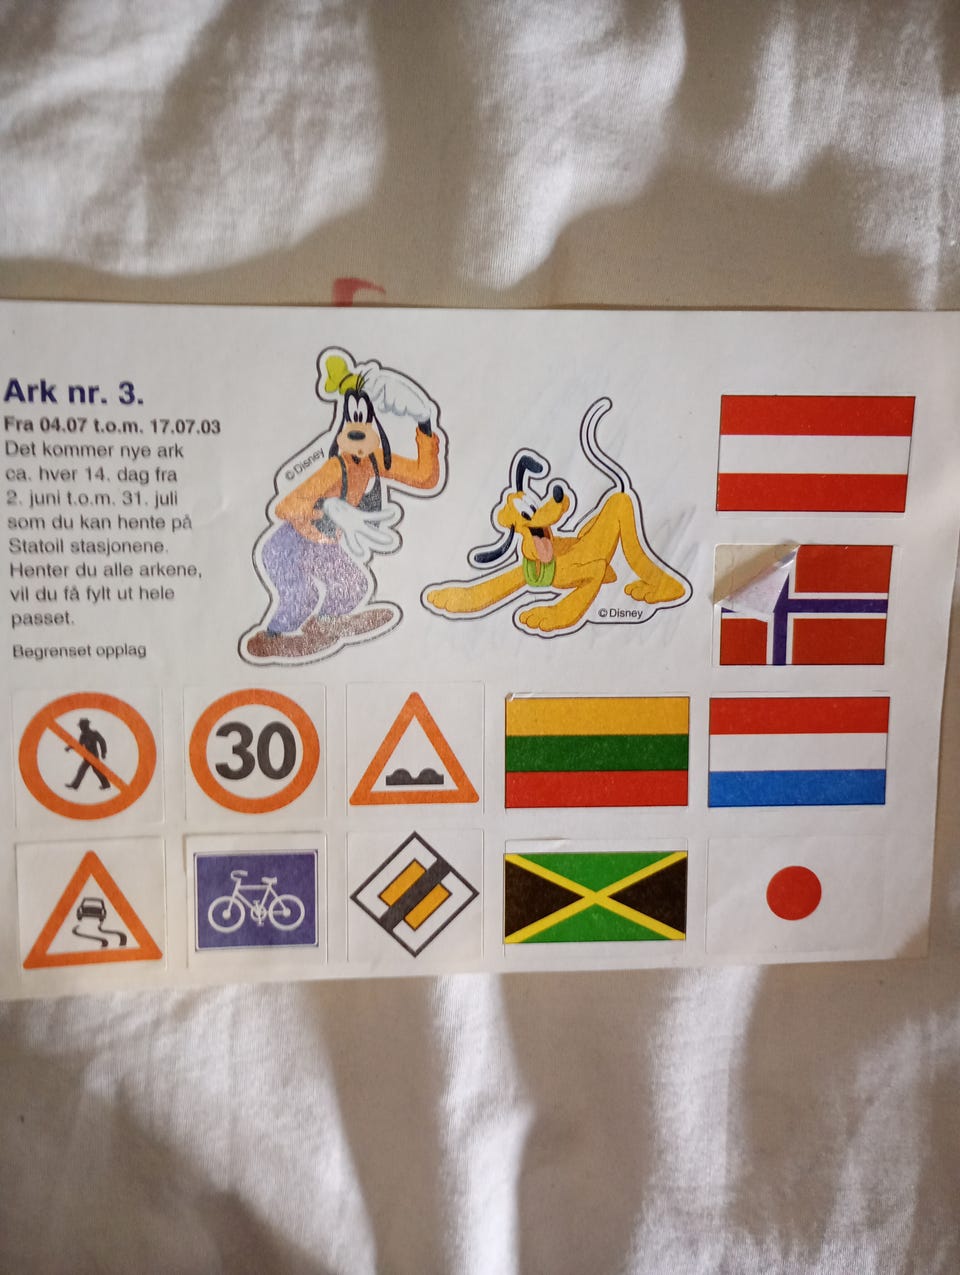 Ark nr. 3.
Fra 04.07 t.o.m. 17.07.03
Det kommer nye ark
ca. hver 14. dag fra
2. juni t.o.m. 31. juli
som du kan hente på
Statoil stasjonene.
Henter du alle arkene,
vil du få fylt ut hele
passet.
Begrenset opplag
© Disney
© Disney
30